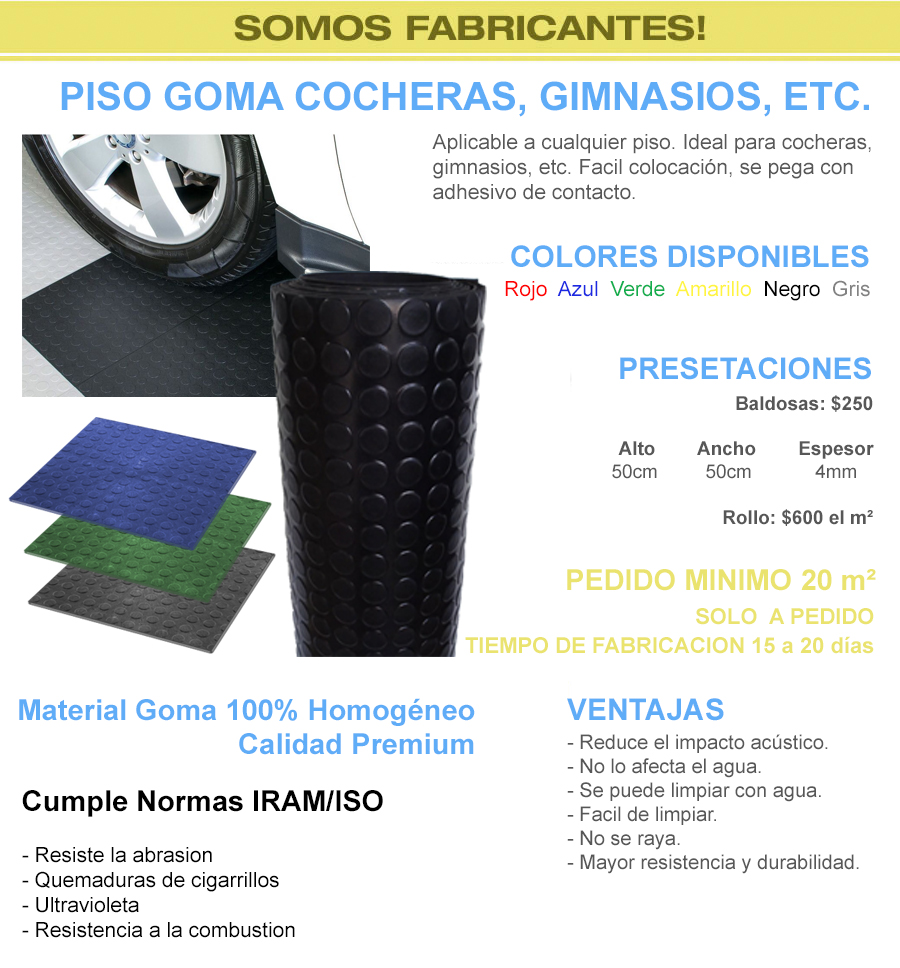 SOMOS FABRICANTES!
PISO GOMA COCHERAS, GIMNASIOS, ETC.
Aplicable a cualquier piso. Ideal para cocheras,
gimnasios, etc. Facil colocación, se pega con
adhesivo de contacto.
COLORES DISPONIBLES
Rojo Azul Verde Amarillo Negro Gris
PRESETACIONES
Baldosas: $250
Alto Ancho Espesor
50cm 50cm 4mm
Rollo: $600 el m²
PEDIDO MINIMO 20 m²
SOLO A PEDIDO
TIEMPO DE FABRICACION 15 a 20 días
Material Goma 100% Homogéneo
Calidad Premium
Cumple Normas IRAM/ISO
- Resiste la abrasion
- Quemaduras de cigarrillos
- Ultravioleta
- Resistencia a la combustion
VENTAJAS
- Reduce el impacto acústico.
- No lo afecta el agua.
- Se puede limpiar con agua.
- Facil de limpiar.
- No se raya.
- Mayor resistencia y durabilidad.